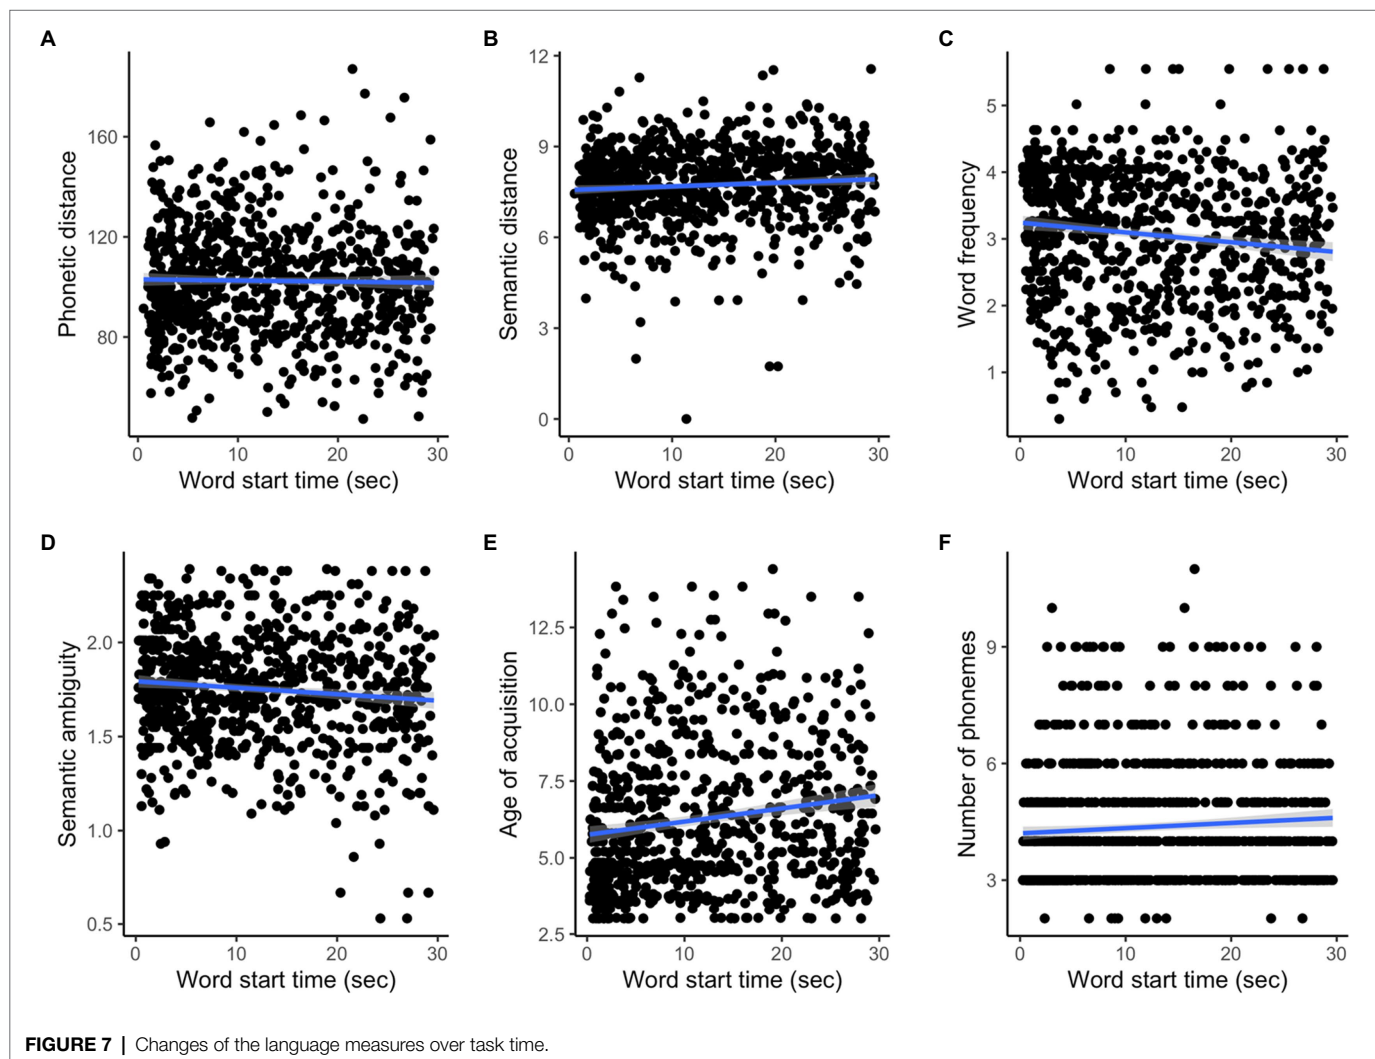 A
Phonetic distance
160
120
80
0 10 20 30
Word start time (sec)
B
Semantic distance
12
9
6
3
0
0 10 20 30
Word start time (sec)
C
Word frequency
5
4
3
2
1
0 10 20 30
Word start time (sec)
D
Semantic ambiguity
2.0
1.5
1.0
0.5
0 10 20 30
Word start time (sec)
E
Age of acquisition
12.5
10.0
7.5
5.0
2.5
0 10 20 30
Word start time (sec)
F
Number of phonemes
9
6
3
0 10 20 30
Word start time (sec)
FIGURE 7 | Changes of the language measures over task time.